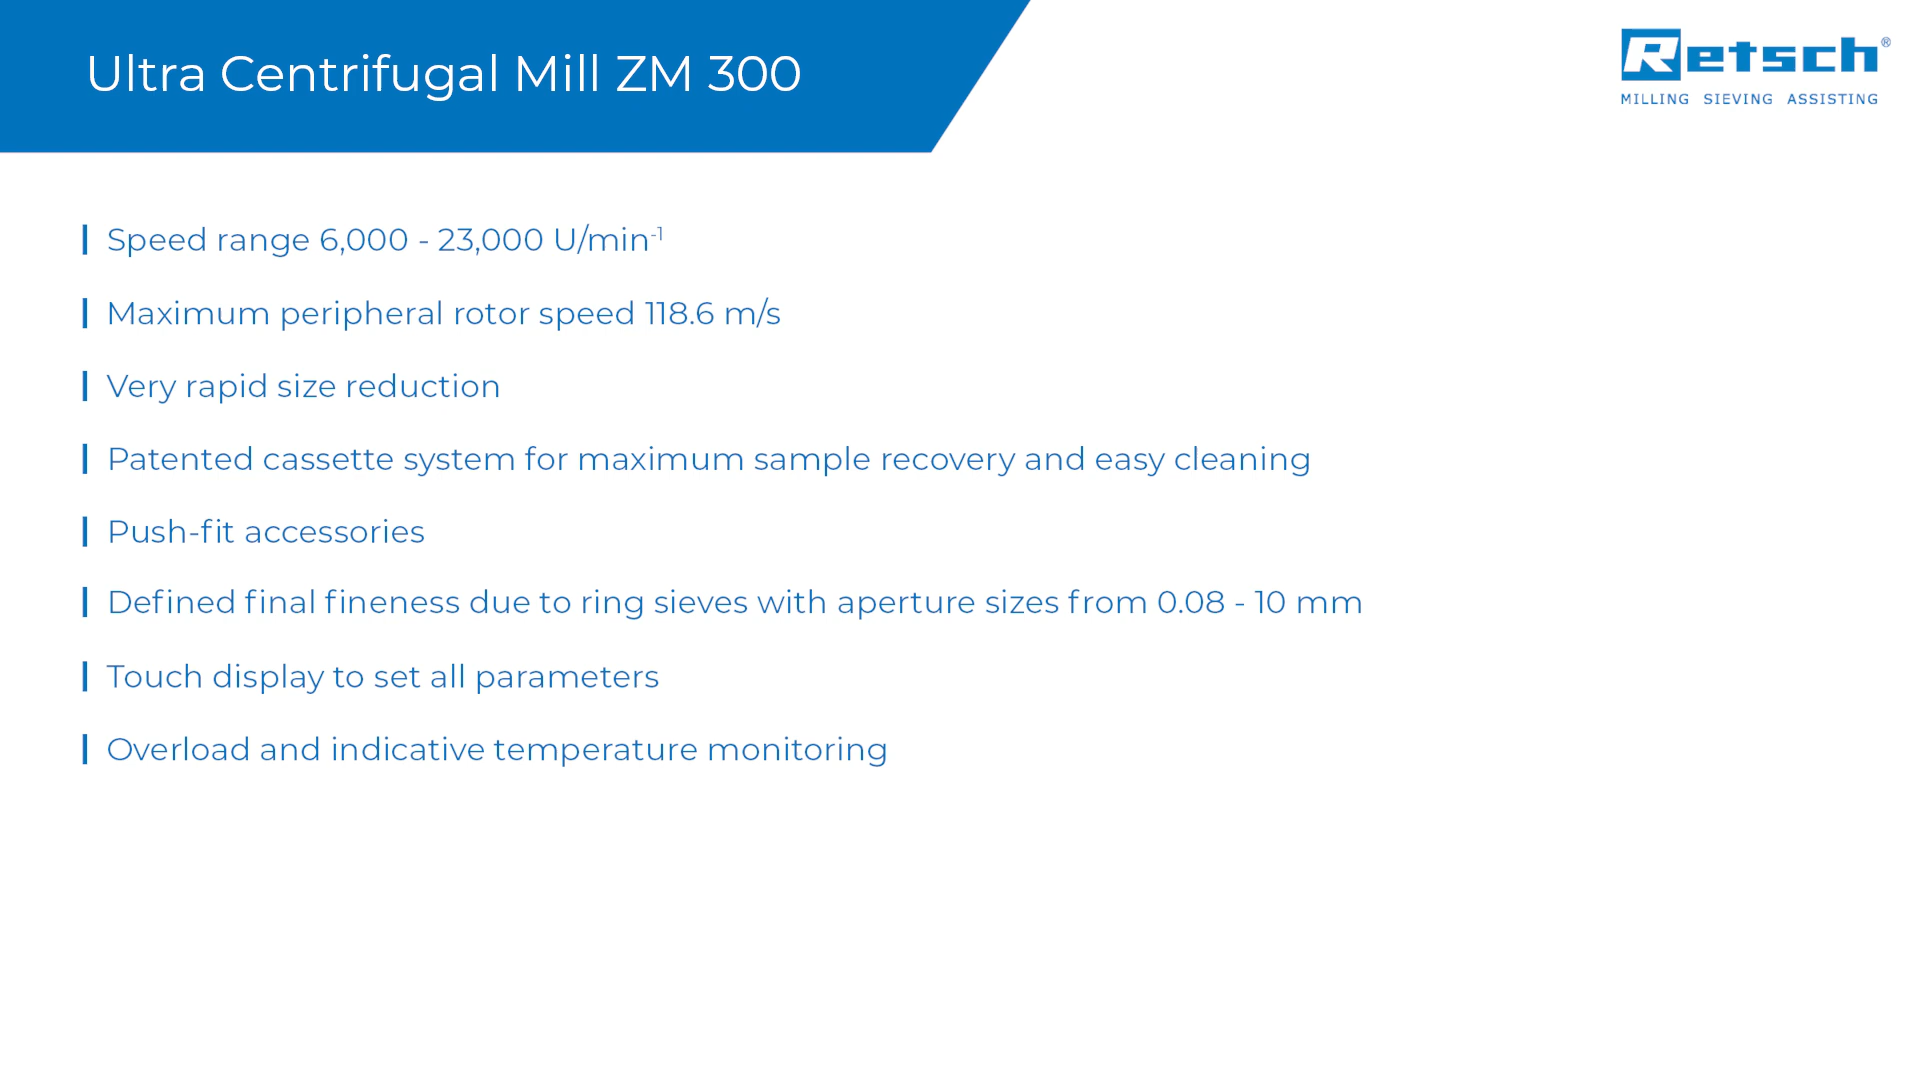 Ultra Centrifugal Mill ZM 300
Retsch®
MILLING SIEVING ASSISTING
Speed range 6,000 - 23,000 U/min⁻¹
Maximum peripheral rotor speed 118.6 m/s
Very rapid size reduction
Patented cassette system for maximum sample recovery and easy cleaning
Push-fit accessories
Defined final fineness due to ring sieves with aperture sizes from 0.08 - 10 mm
Touch display to set all parameters
Overload and indicative temperature monitoring